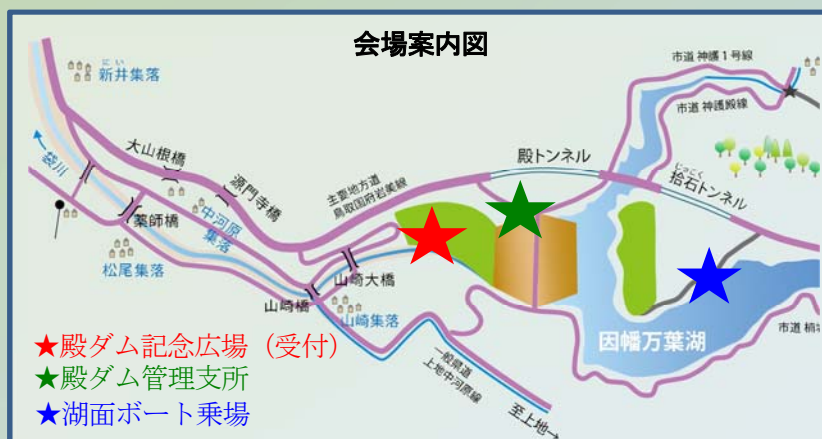 会場案内図
にい
新井集落
市道 神護1号線
市道 神護殿線
大山根橋
殿トンネル
じゅこく
拾石トンネル
袋川
源門寺橋
主要地方道
鳥取国府岩美線
中河原
集落
薬師橋
松尾集落
山崎大橋
山崎橋
山崎集落
因幡万葉湖
一般県道
上地中河原線
至上地→
★殿ダム記念広場（受付）
★殿ダム管理支所
★湖面ボート乗場